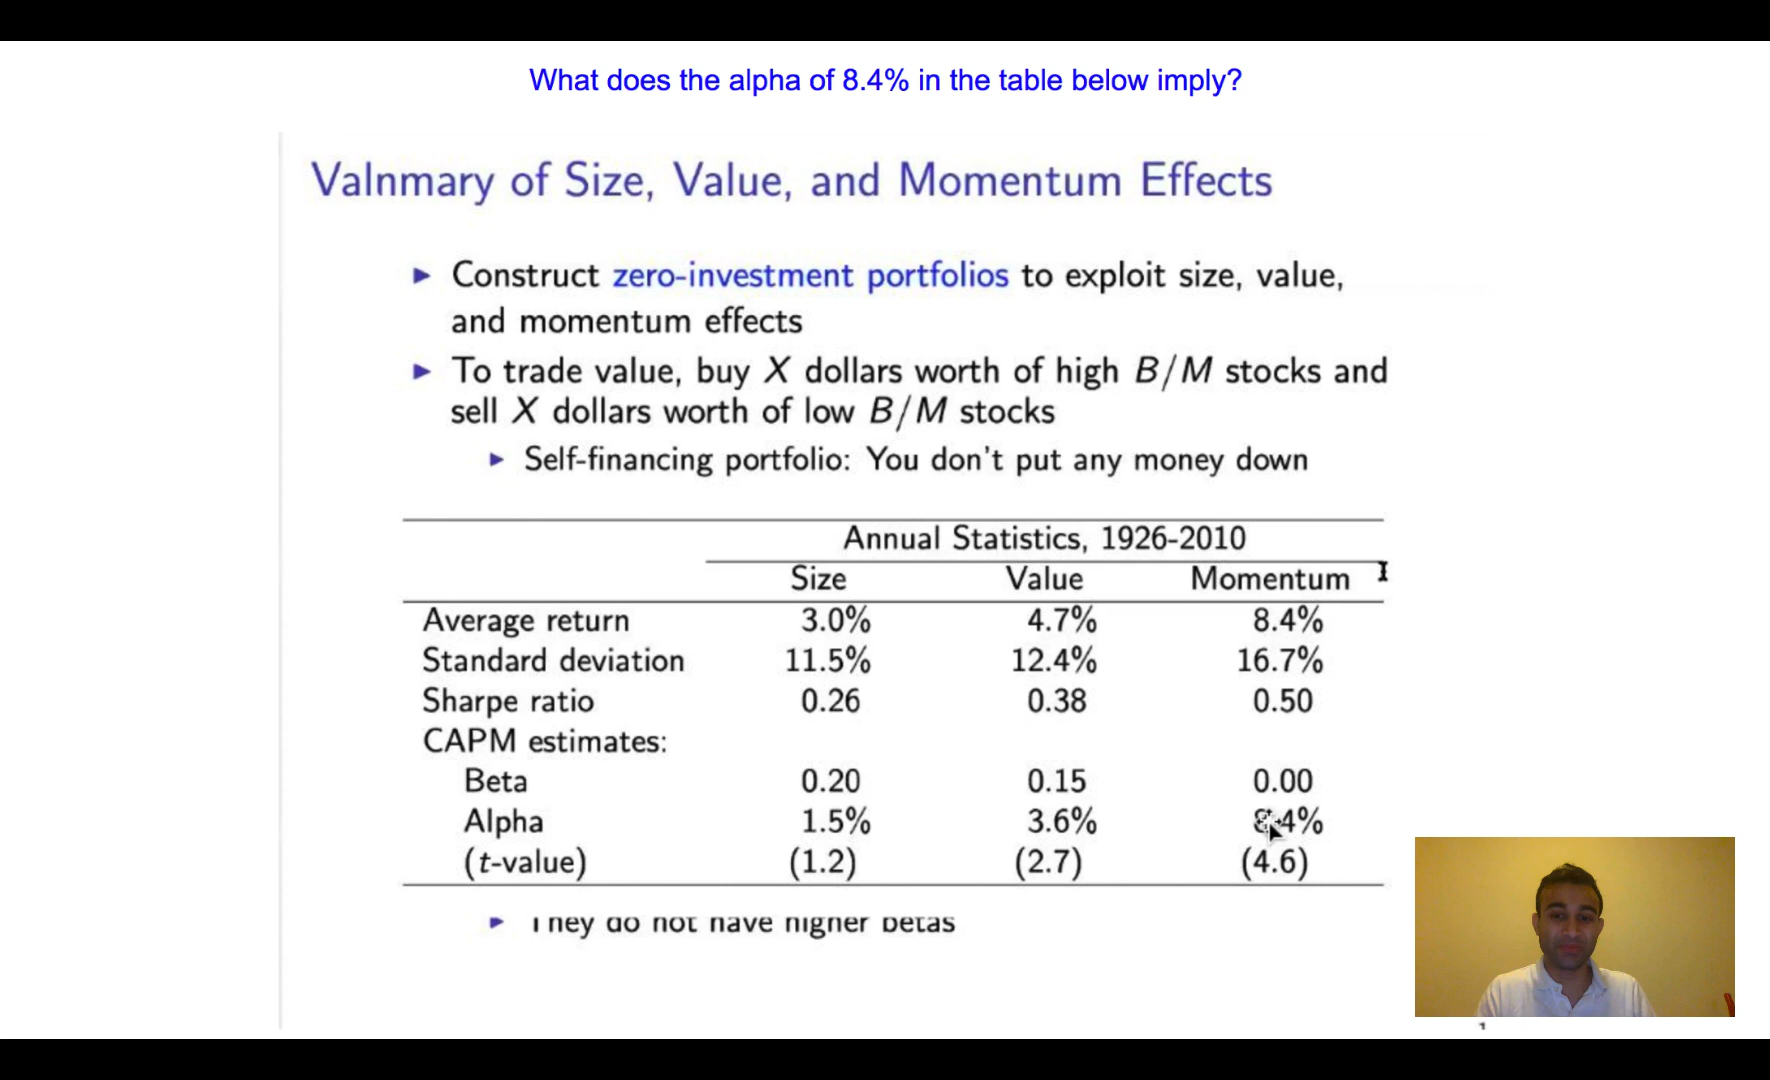 What does the alpha of 8.4% in the table below imply?
Valnmary of Size, Value, and Momentum Effects
Construct zero-investment portfolios to exploit size, value,
and momentum effects
To trade value, buy X dollars worth of high B/M stocks and
sell X dollars worth of low B/M stocks
Self-financing portfolio: You don't put any money down
Annual Statistics, 1926-2010
Size Value Momentum
Average return 3.0% 4.7% 8.4%
Standard deviation 11.5% 12.4% 16.7%
Sharpe ratio 0.26 0.38 0.50
CAPM estimates:
Beta 0.20 0.15 0.00
Alpha 1.5% 3.6% 8.4%
(t-value) (1.2) (2.7) (4.6)
They do not have higher betas
1